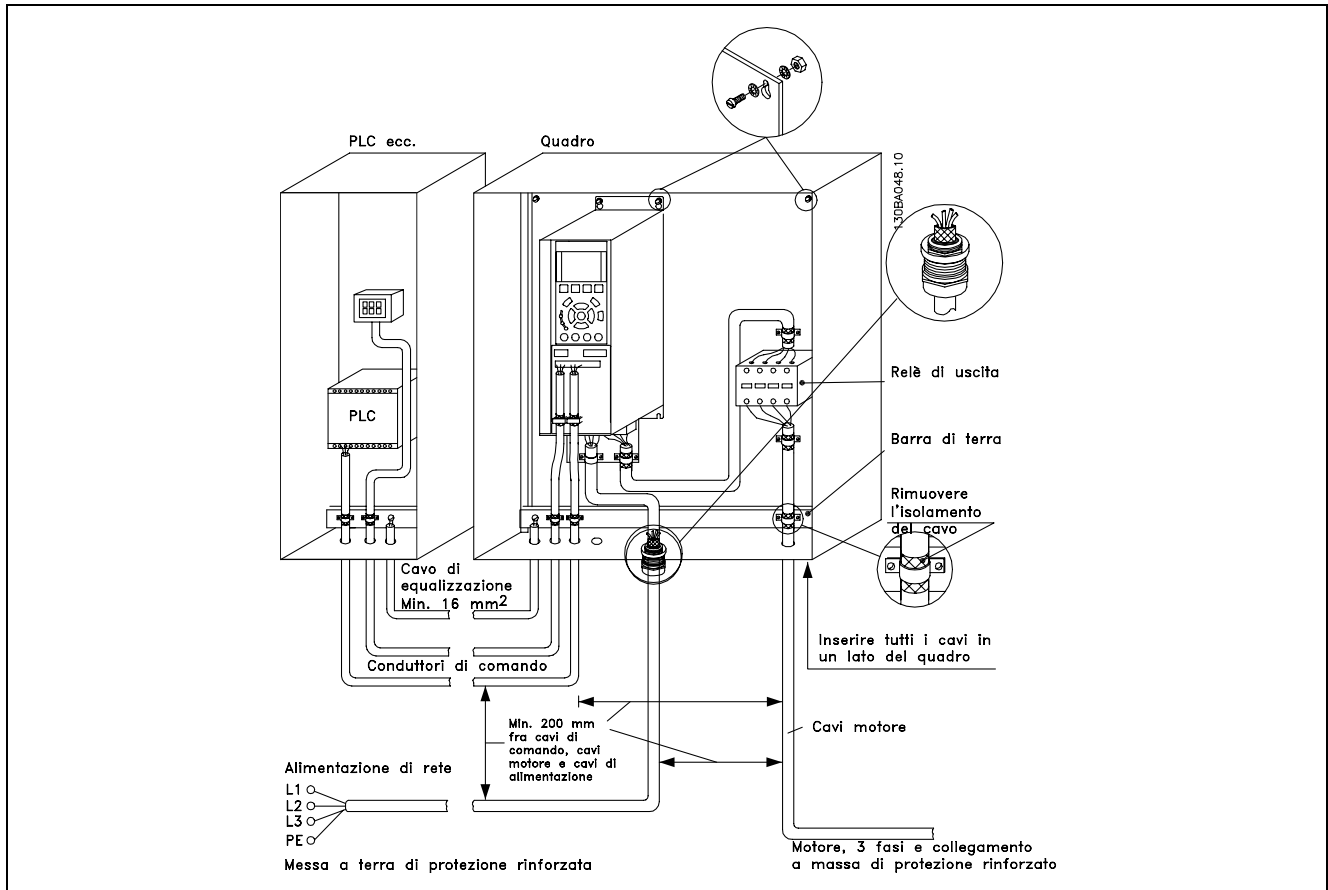 PLC ecc.
Quadro
130BA048.10
PLC
Relè di uscita
Barra di terra
Rimuovere
l'isolamento
del cavo
Cavo di
equalizzazione
Min. 16 mm2
Inserire tutti i cavi in
un lato del quadro
Conduttori di comando
Min. 200 mm
fra cavi di
comando, cavi
motore e cavi di
alimentazione
Cavi motore
Alimentazione di rete
L1
L2
L3
PE
Messa a terra di protezione rinforzata
Motore, 3 fasi e collegamento
a massa di protezione rinforzato